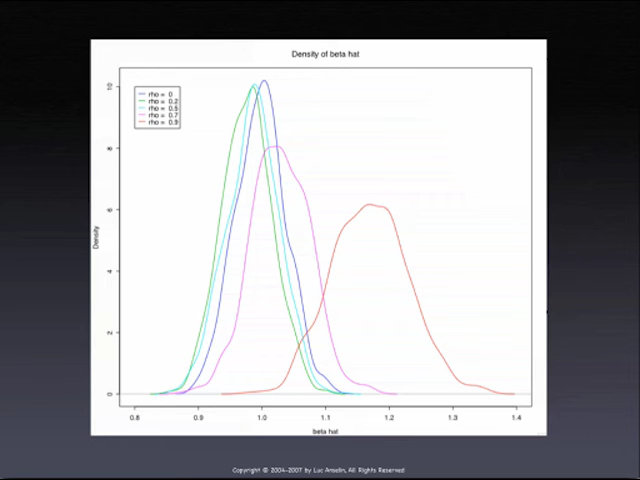 Density of beta hat
rho = 0
rho = 0.2
rho = 0.5
rho = 0.7
rho = 0.9
10
8
6
4
2
0
Density
0.8 0.9 1.0 1.1 1.2 1.3 1.4
beta hat
Copyright © 2004-2007 by Luc Anselin, All Rights Reserved